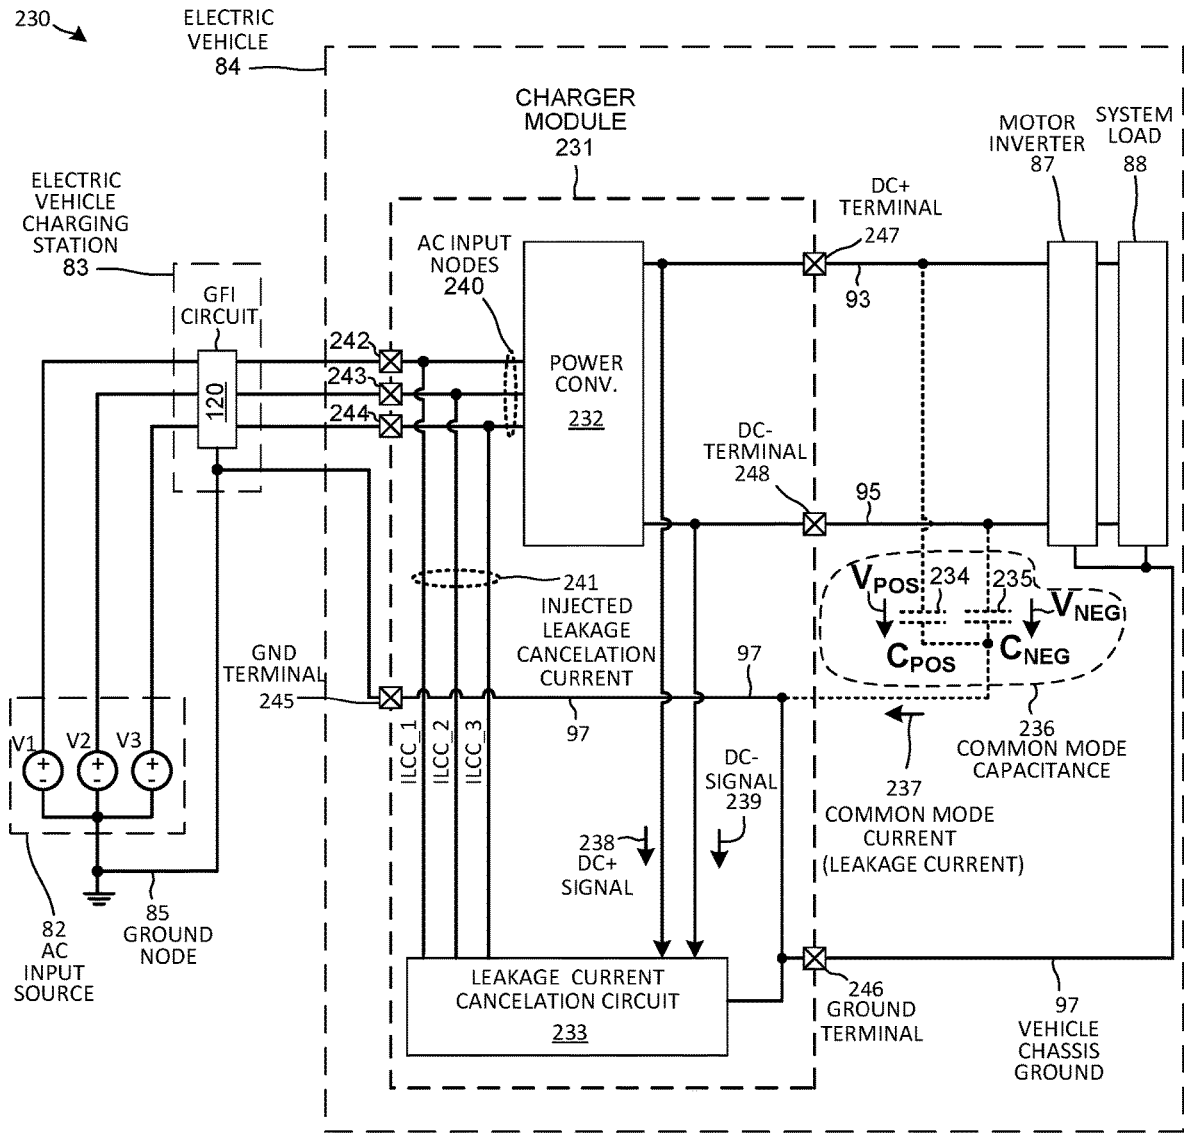 230
ELECTRIC
VEHICLE
84
CHARGER
MODULE
231
MOTOR
INVERTER
87
SYSTEM
LOAD
88
ELECTRIC
VEHICLE
CHARGING
STATION
83
DC+
TERMINAL
247
AC INPUT
NODES
240
GFI
CIRCUIT
120
242
243
244
93
POWER
CONV.
232
DC-
TERMINAL
248
95
241
INJECTED
LEAKAGE
CANCELATION
CURRENT
VPOS
234
235
VNEG
CPOS
CNEG
GND
TERMINAL
245
97
97
236
COMMON MODE
CAPACITANCE
V1
V2
V3
+
-
+
-
+
-
ILCC_1
ILCC_2
ILCC_3
DC-
SIGNAL
239
237
COMMON MODE
CURRENT
(LEAKAGE CURRENT)
238
DC+
SIGNAL
82
AC
INPUT
SOURCE
85
GROUND
NODE
LEAKAGE CURRENT
CANCELATION CIRCUIT
233
246
GROUND
TERMINAL
97
VEHICLE
CHASSIS
GROUND